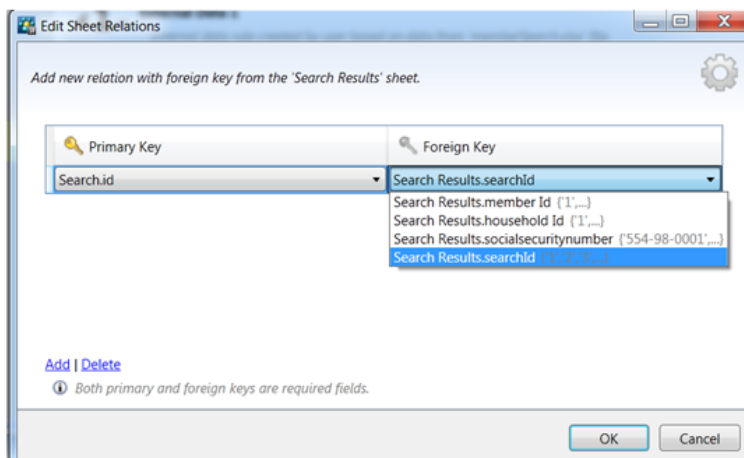 Edit Sheet Relations
Add new relation with foreign key from the 'Search Results' sheet.
Primary Key
Foreign Key
Search.id
Search Results.searchId
Search Results.member Id {'1',...}
Search Results.household Id {'1',...}
Search Results.socialsecuritynumber {'554-98-0001',...}
Search Results.searchId
Add | Delete
Both primary and foreign keys are required fields.
OK
Cancel